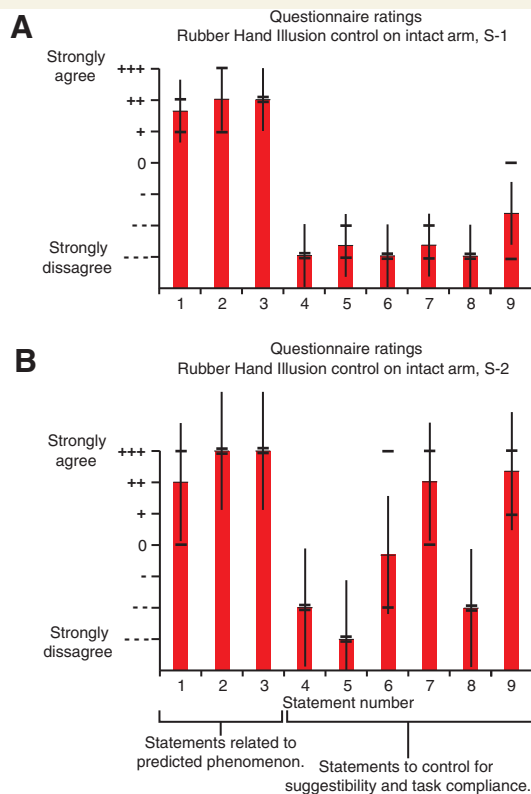 A
Questionnaire ratings
Rubber Hand Illusion control on intact arm, S-1
Strongly
agree
+++
++
+
0
-
--
Strongly
dissagree
---
1 2 3 4 5 6 7 8 9
B
Questionnaire ratings
Rubber Hand Illusion control on intact arm, S-2
Strongly
agree
+++
++
+
0
-
---
Strongly
dissagree
----
1 2 3 4 5 6 7 8 9
Statement number
Statements related to
predicted phenomenon.
Statements to control for
suggestibility and task compliance.